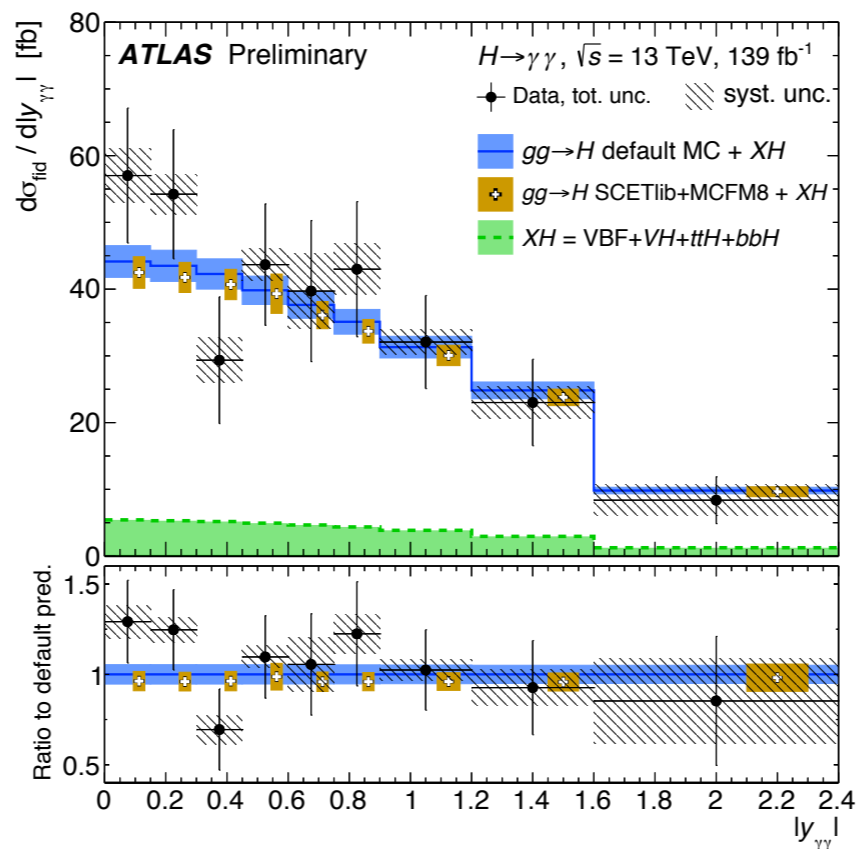 ATLAS Preliminary
H→γγ, √s = 13 TeV, 139 fb⁻¹
Data, tot. unc. syst. unc.
gg→H default MC + XH
gg→H SCETlib+MCFM8 + XH
XH = VBF+VH+ttH+bbH
dσ_fid / d|y_γγ| [fb]
80
60
40
20
0
Ratio to default pred.
1.5
1
0.5
0 0.2 0.4 0.6 0.8 1 1.2 1.4 1.6 1.8 2 2.2 2.4
|y_γγ|